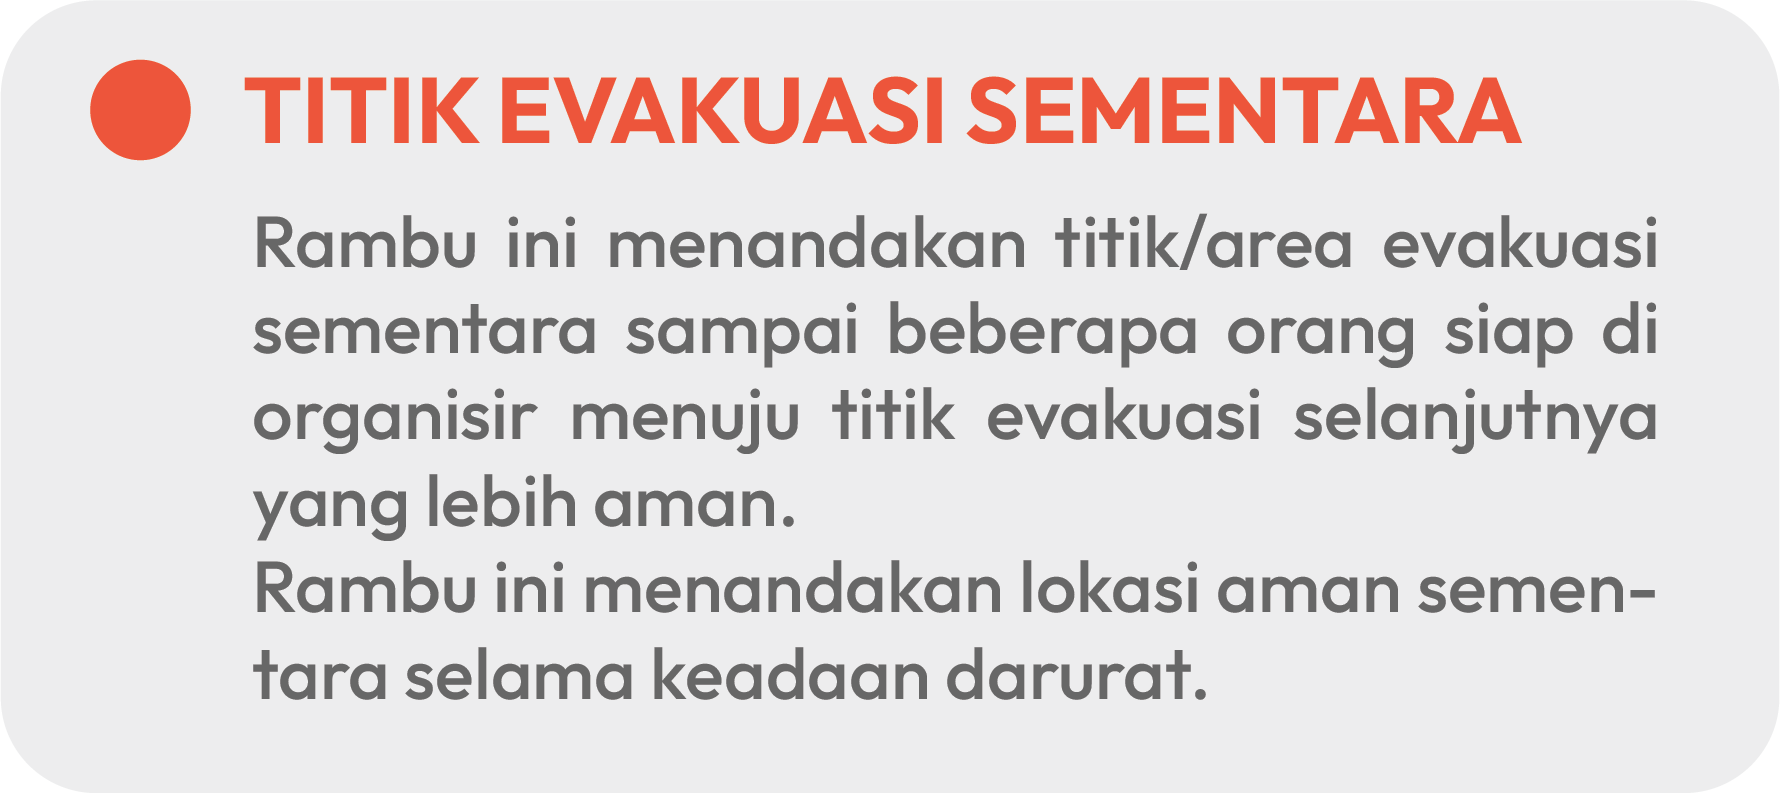 TITIK EVAKUASI SEMENTARA
Rambu ini menandakan titik/area evakuasi
sementara sampai beberapa orang siap di
organisir menuju titik evakuasi selanjutnya
yang lebih aman.
Rambu ini menandakan lokasi aman semen-
tara selama keadaan darurat.